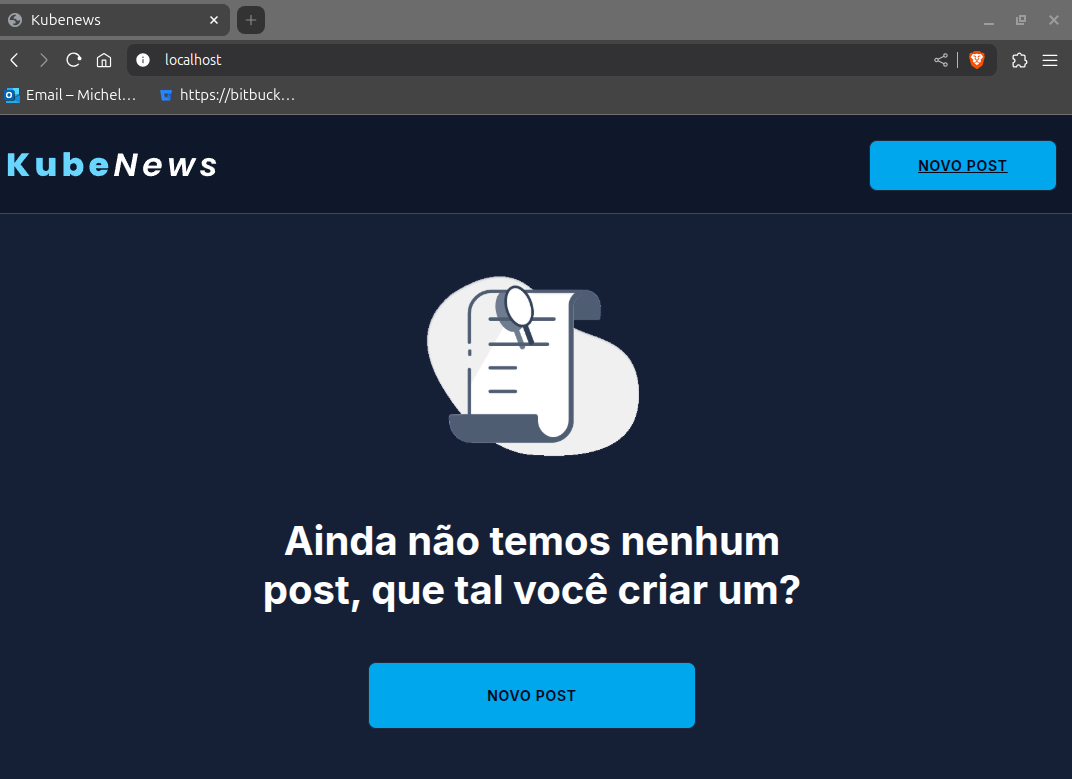 Kubenews
localhost
Email – Michel…
https://bitbuck…
KubeNews
NOVO POST
Ainda não temos nenhum
post, que tal você criar um?
NOVO POST